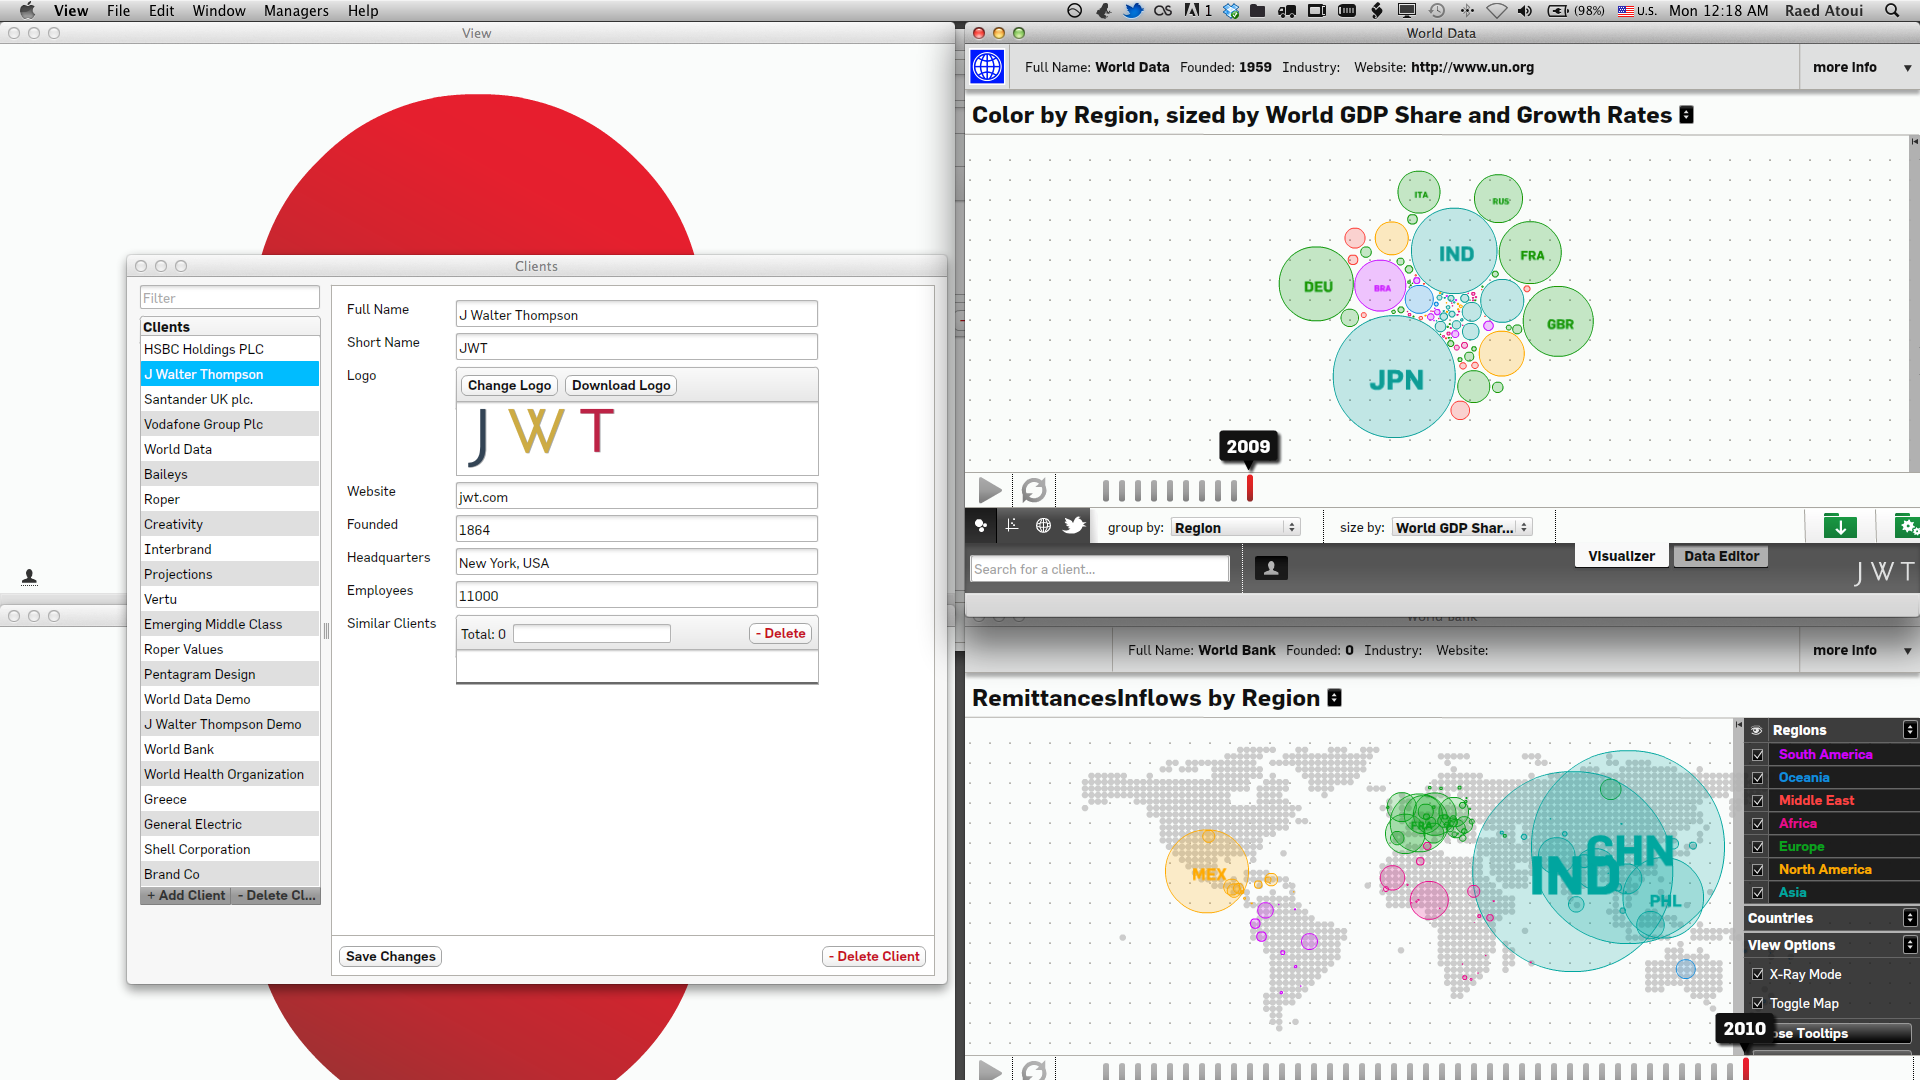 View File Edit Window Managers Help
1 (98%) U.S. Mon 12:18 AM Raed Atoui
View
Clients
Filter
Clients
HSBC Holdings PLC
J Walter Thompson
Santander UK plc.
Vodafone Group Plc
World Data
Baileys
Roper
Creativity
Interbrand
Projections
Vertu
Emerging Middle Class
Roper Values
Pentagram Design
World Data Demo
J Walter Thompson Demo
World Bank
World Health Organization
Greece
General Electric
Shell Corporation
Brand Co
+ Add Client - Delete Cl...
Full Name J Walter Thompson
Short Name JWT
Logo Change Logo Download Logo
JWT
Website jwt.com
Founded 1864
Headquarters New York, USA
Employees 11000
Similar Clients Total: 0 - Delete
Save Changes - Delete Client
World Data
Full Name: World Data Founded: 1959 Industry: Website: http://www.un.org more info
Color by Region, sized by World GDP Share and Growth Rates
ITA
RUS
IND
FRA
DEU
BRA
GBR
JPN
2009
group by: Region size by: World GDP Shar...
Search for a client... Visualizer Data Editor JWT
World Bank
Full Name: World Bank Founded: 0 Industry: Website: more info
RemittancesInflows by Region
MEX
FRA
CHN
IND
PHL
Regions
South America
Oceania
Middle East
Africa
Europe
North America
Asia
Countries
View Options
X-Ray Mode
Toggle Map
2010
Tooltips